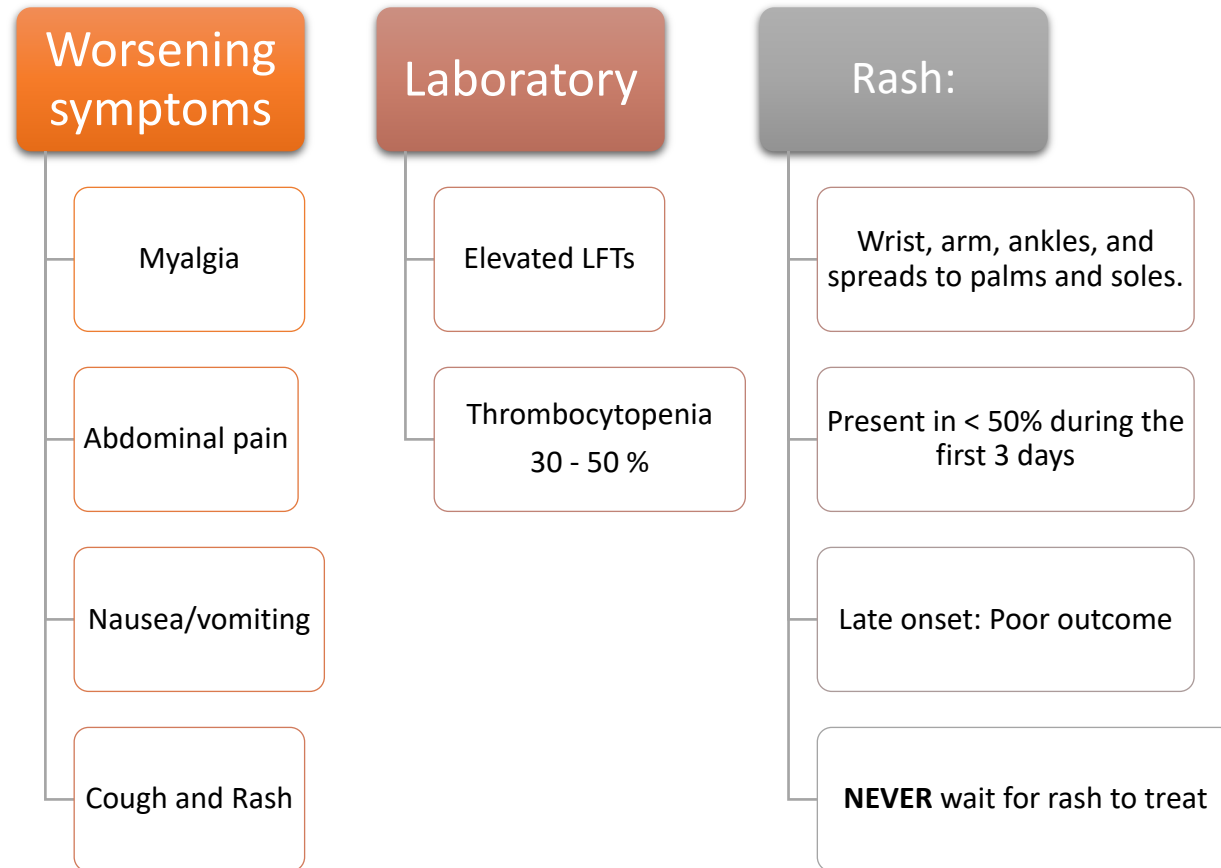 Worsening
symptoms
Myalgia
Abdominal pain
Nausea/vomiting
Cough and Rash
Laboratory
Elevated LFTs
Thrombocytopenia
30 - 50 %
Rash:
Wrist, arm, ankles, and
spreads to palms and soles.
Present in < 50% during the
first 3 days
Late onset: Poor outcome
NEVER wait for rash to treat